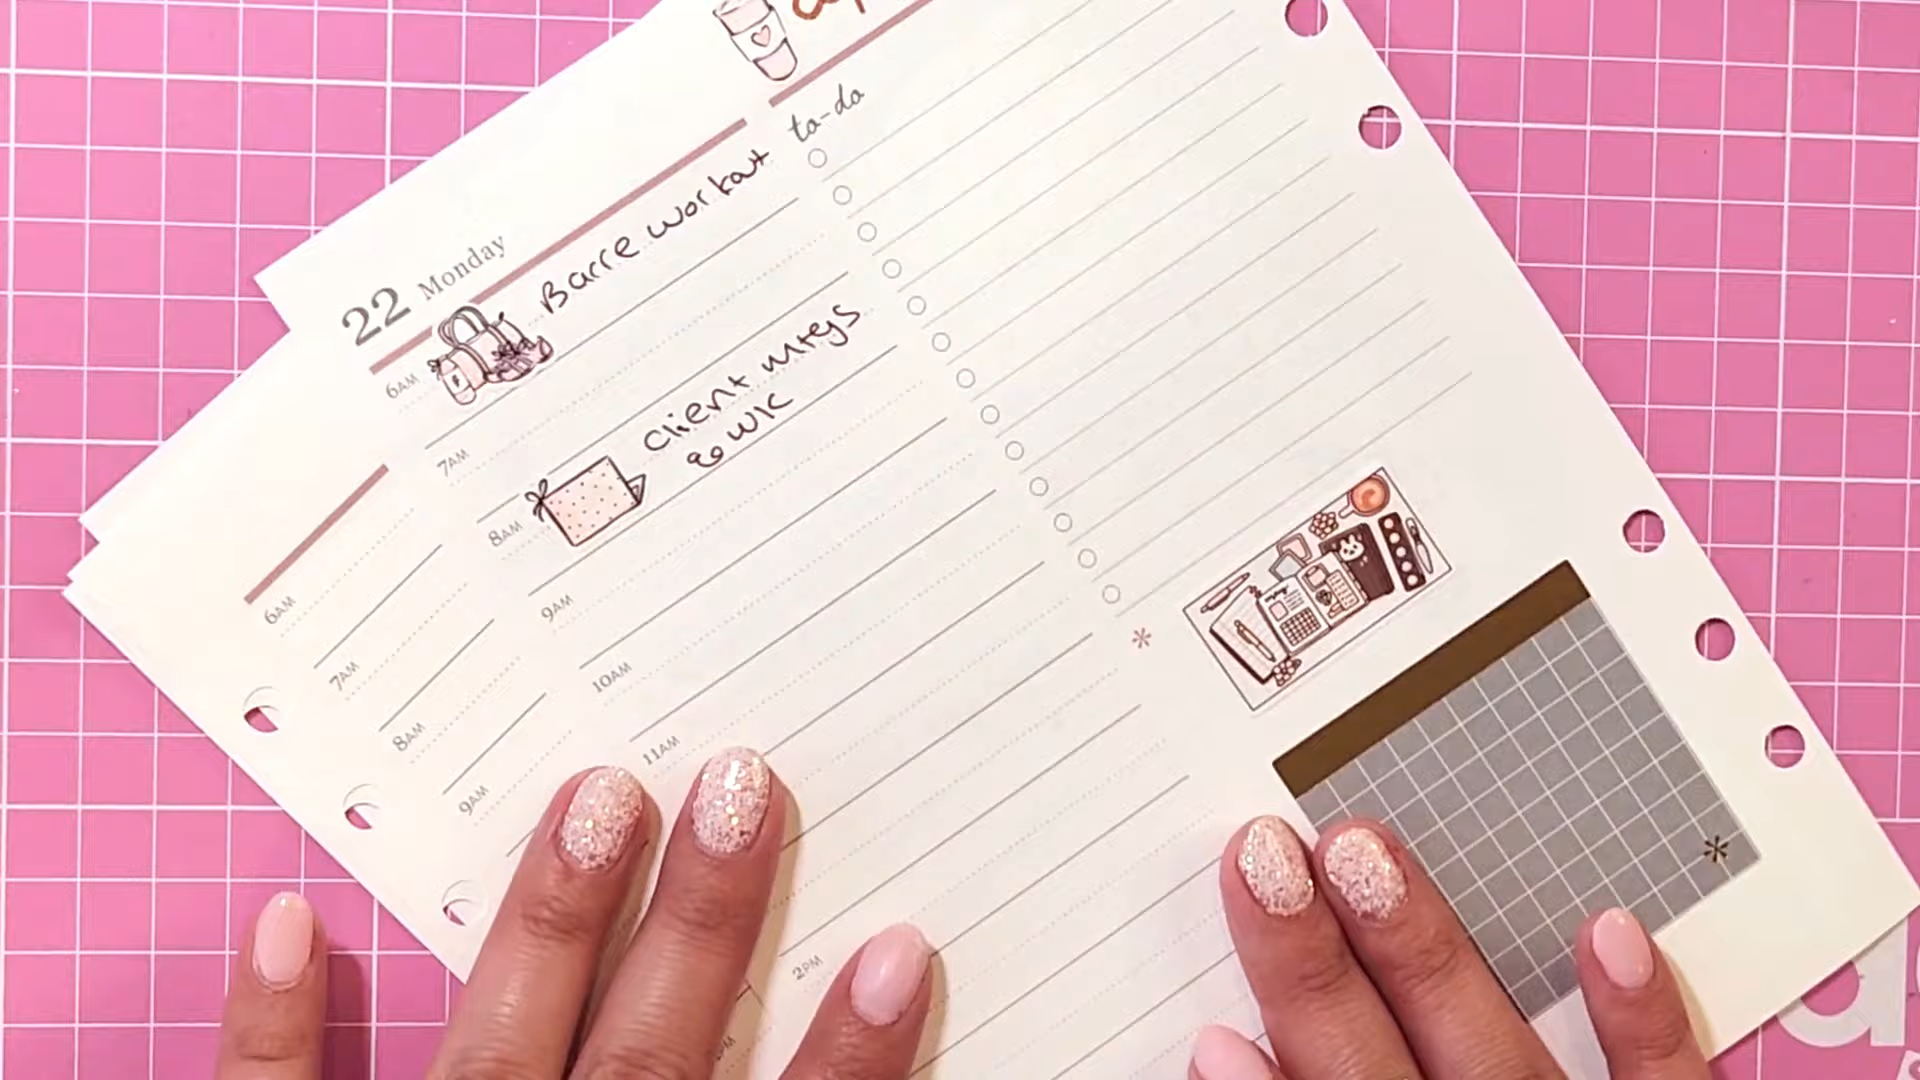 to-do
22 Monday
Barre workout
6AM
7AM
Client mtgs
WIC
8AM
9AM
10AM
11AM
2PM
6AM
7AM
8AM
9AM